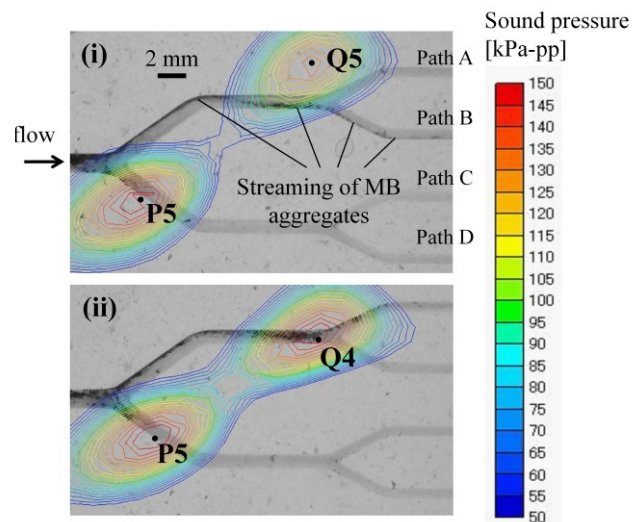 Sound pressure
[kPa-pp]
(i)
2 mm
Q5
Path A
Path B
flow
Streaming of MB
aggregates
Path C
P5
Path D
(ii)
Q4
P5
150
145
140
135
130
125
120
115
110
105
100
95
90
85
80
75
70
65
60
55
50